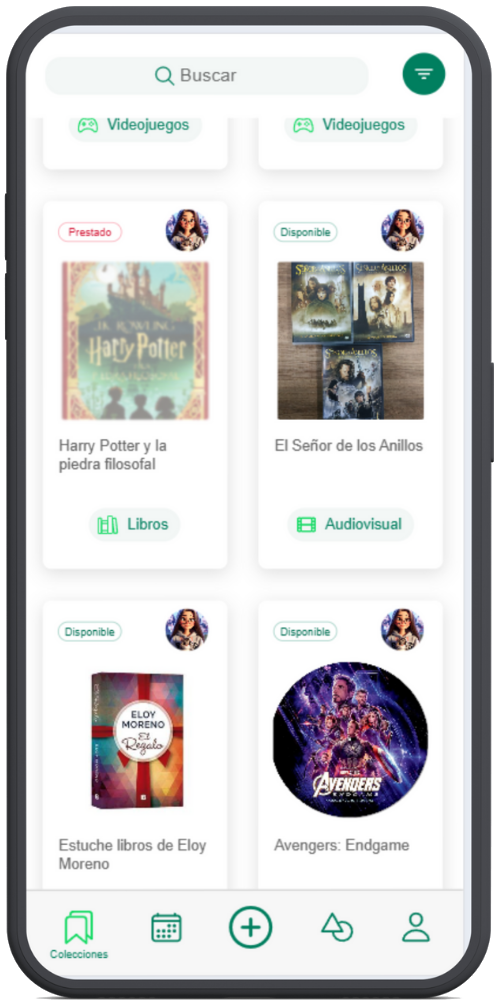 Buscar
Videojuegos
Videojuegos
Prestado
Disponible
J.K. ROWLING
Harry Potter
Harry Potter y la
piedra filosofal
El Señor de los Anillos
Libros
Audiovisual
Disponible
Disponible
ELOY
MORENO
El
Regalo
AVENGERS
ENDGAME
Estuche libros de Eloy
Moreno
Avengers: Endgame
Colecciones